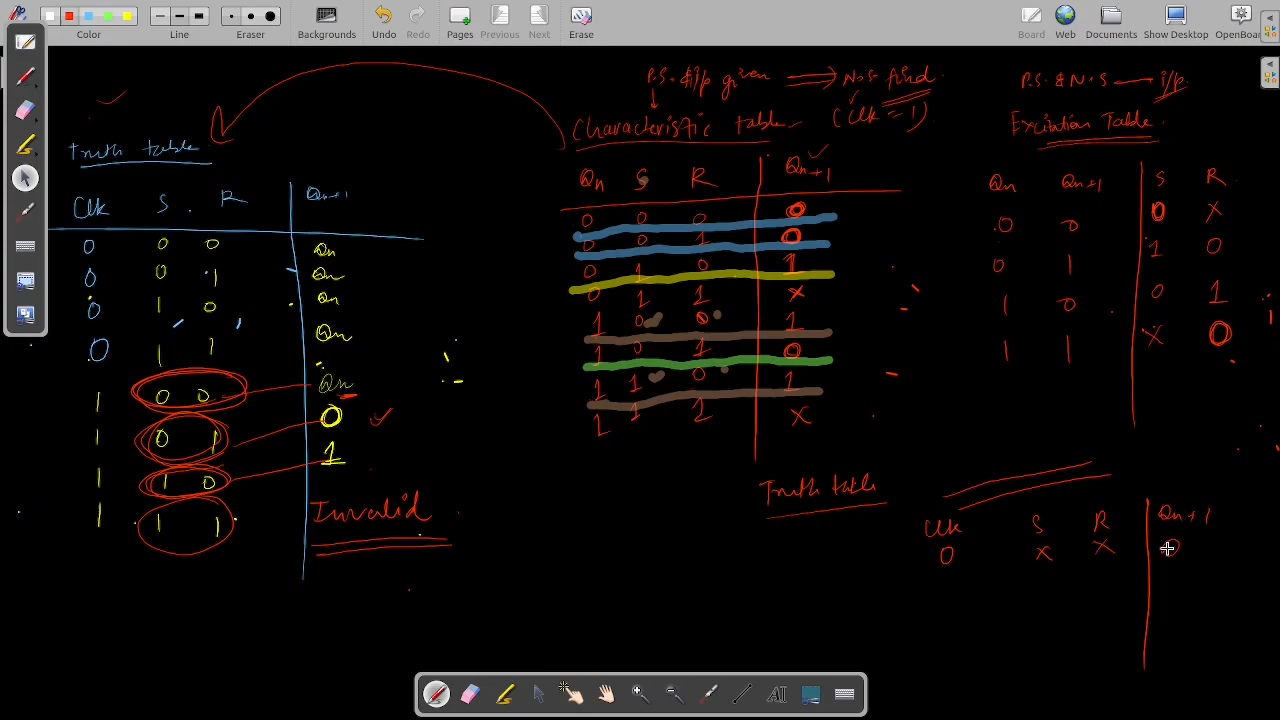 Color Line Eraser Backgrounds Undo Redo Pages Previous Next Erase Board Web Documents Show Desktop OpenBoar
P.S. & i/p given ⟹ N.S. find.
(Clk = 1)
P.S. & N.S → i/p
Truth table
Clk S R Qn+1
0 0 0 Qn
0 0 1 Qn
0 1 0 Qn
0 1 1 Qn
1 0 0 Qn
1 0 1 0
1 1 0 1
1 1 1 Invalid
Characteristic table
Qn S R Qn+1
0 0 0 0
0 0 1 0
0 1 0 1
0 1 1 x
1 0 0 1
1 0 1 0
1 1 0 1
1 1 1 x
Excitation Table
Qn Qn+1 S R
0 0 0 x
0 1 1 0
1 0 0 1
1 1 x 0
Truth table
Clk S R Qn+1
0 x x
AI